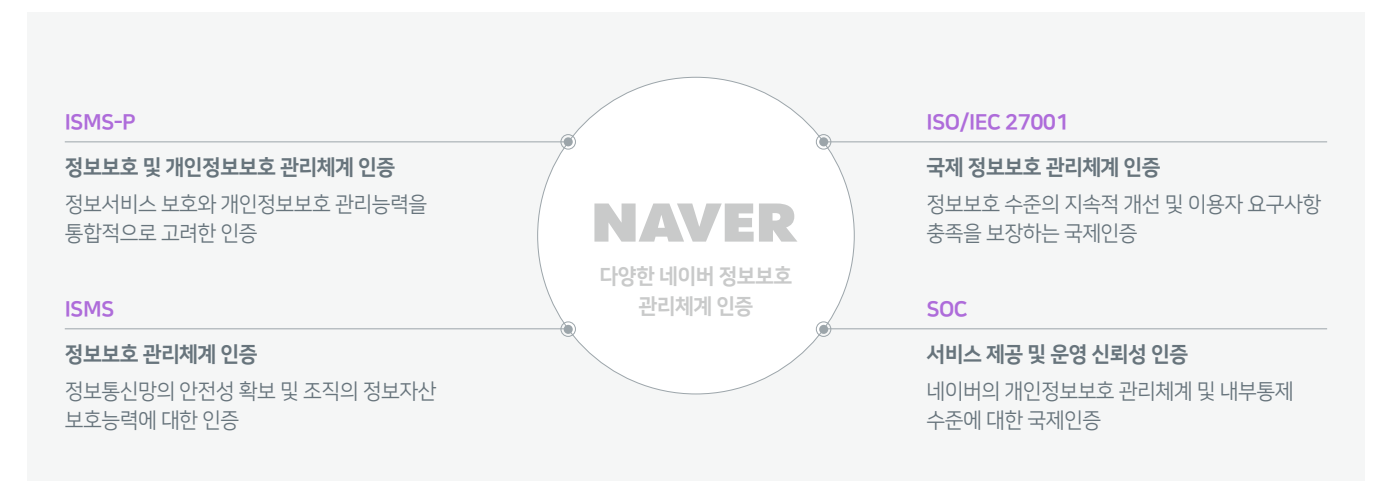 ISMS-P
정보보호 및 개인정보보호 관리체계 인증
정보서비스 보호와 개인정보보호 관리능력을
통합적으로 고려한 인증
ISMS
정보보호 관리체계 인증
정보통신망의 안전성 확보 및 조직의 정보자산
보호능력에 대한 인증
NAVER
다양한 네이버 정보보호
관리체계 인증
ISO/IEC 27001
국제 정보보호 관리체계 인증
정보보호 수준의 지속적 개선 및 이용자 요구사항
충족을 보장하는 국제인증
SOC
서비스 제공 및 운영 신뢰성 인증
네이버의 개인정보보호 관리체계 및 내부통제
수준에 대한 국제인증